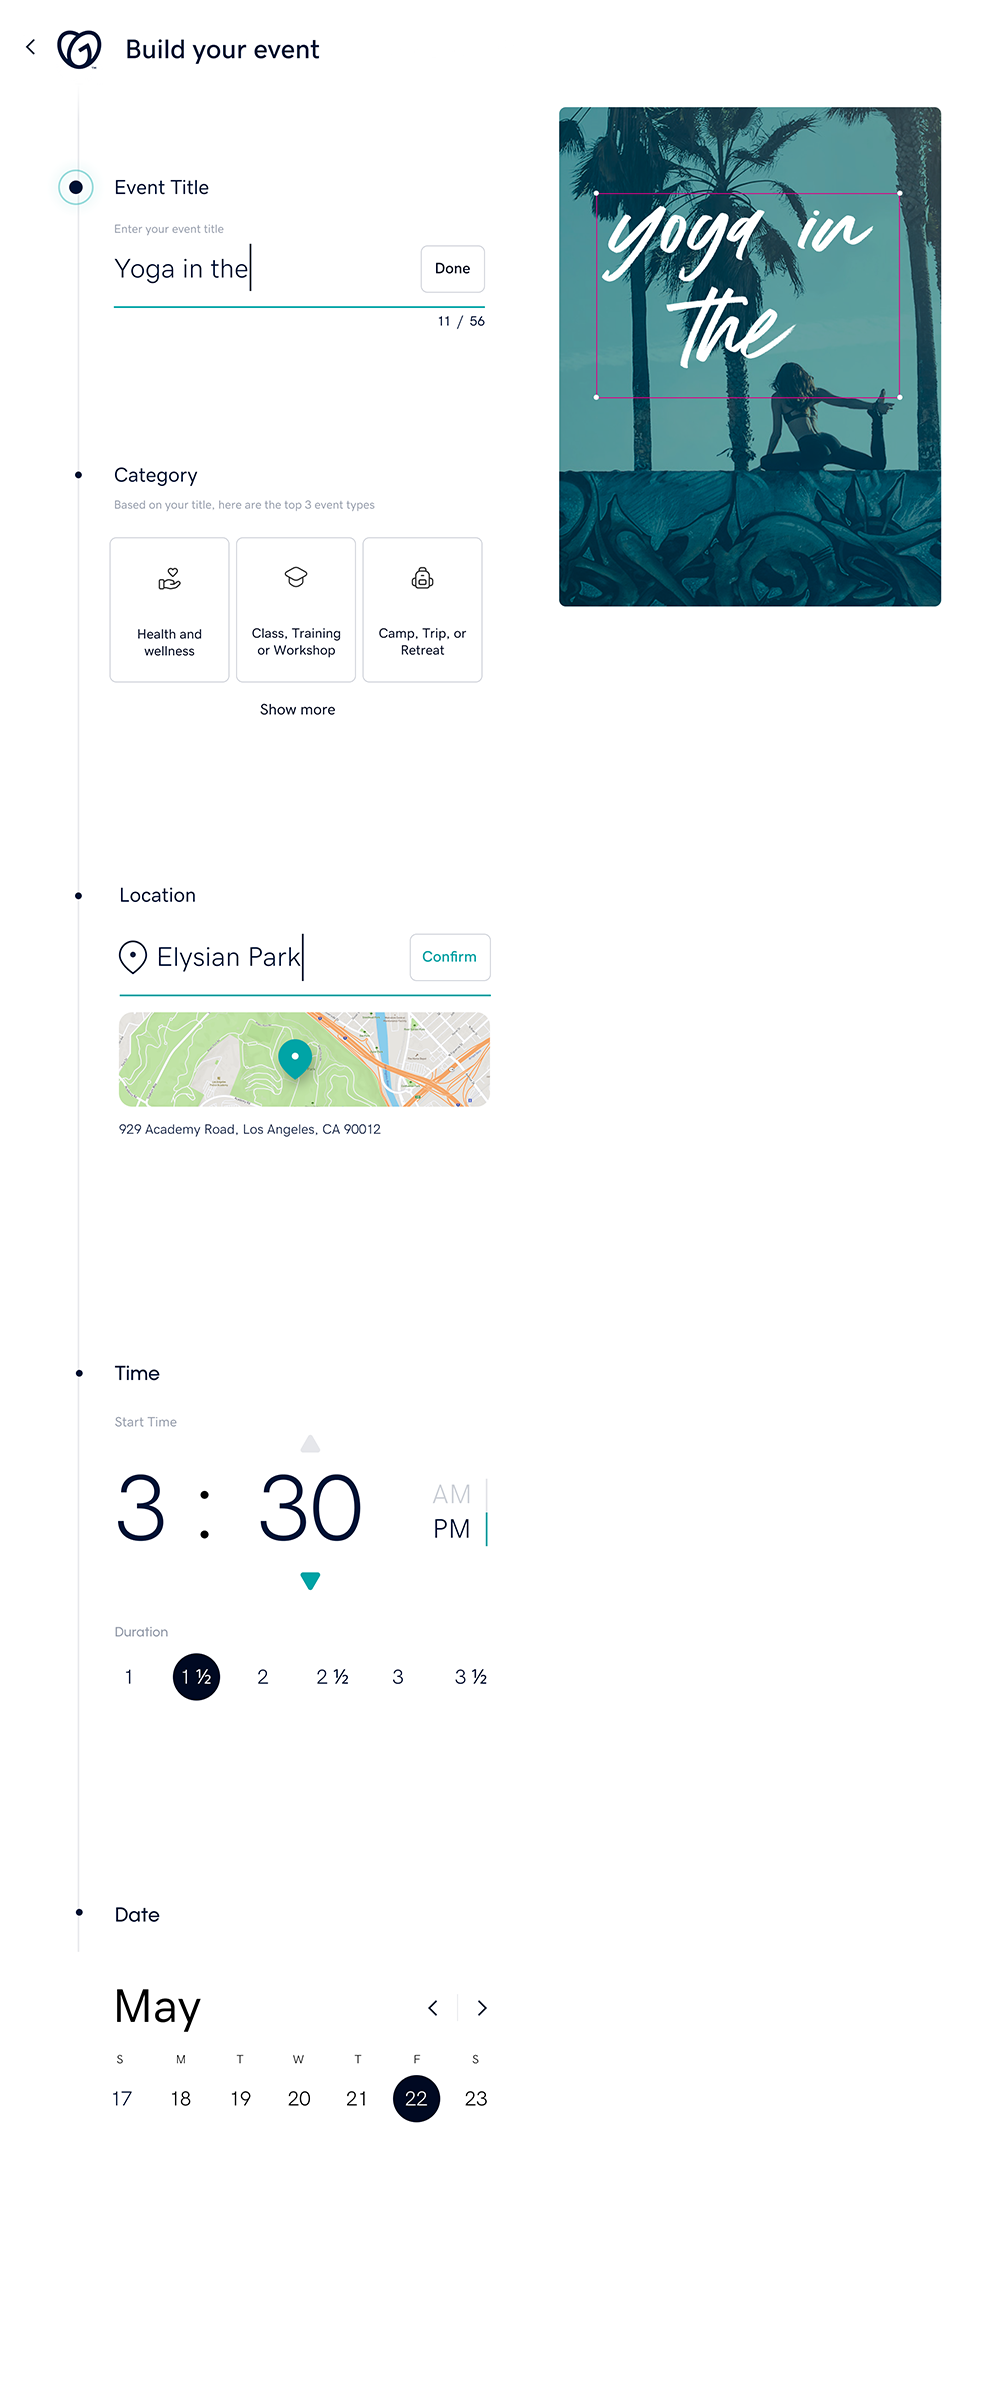 Build your event
Event Title
Enter your event title
Yoga in the
Done
11 / 56
yoga in
the
Category
Based on your title, here are the top 3 event types
Health and
wellness
Class, Training
or Workshop
Camp, Trip, or
Retreat
Show more
Location
Elysian Park
Confirm
929 Academy Road, Los Angeles, CA 90012
Time
Start Time
3 : 30
AM
PM
Duration
1 1 ½ 2 2 ½ 3 3 ½
Date
May
S M T W T F S
17 18 19 20 21 22 23